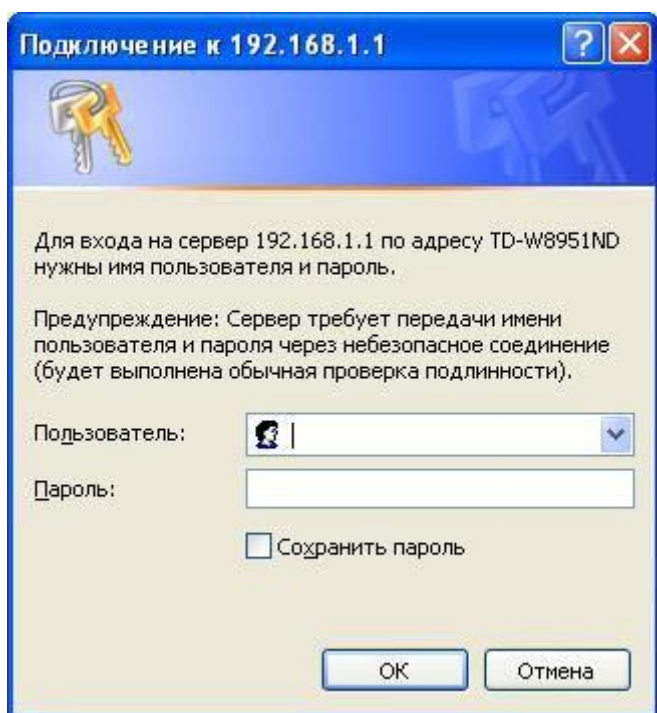 Подключение к 192.168.1.1
Для входа на сервер 192.168.1.1 по адресу TD-W8951ND
нужны имя пользователя и пароль.
Предупреждение: Сервер требует передачи имени
пользователя и пароля через небезопасное соединение
(будет выполнена обычная проверка подлинности).
Пользователь:
Пароль:
Сохранить пароль
OK
Отмена